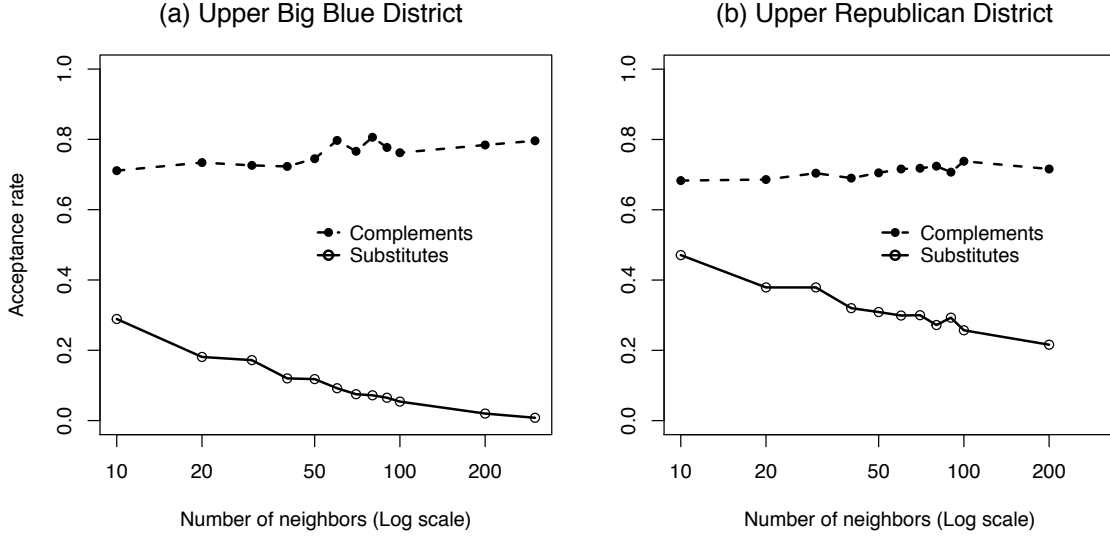 (a) Upper Big Blue District
Acceptance rate
1.0
0.8
0.6
0.4
0.2
0.0
Complements
Substitutes
10 20 50 100 200
Number of neighbors (Log scale)
(b) Upper Republican District
1.0
0.8
0.6
0.4
0.2
0.0
Complements
Substitutes
10 20 50 100 200
Number of neighbors (Log scale)